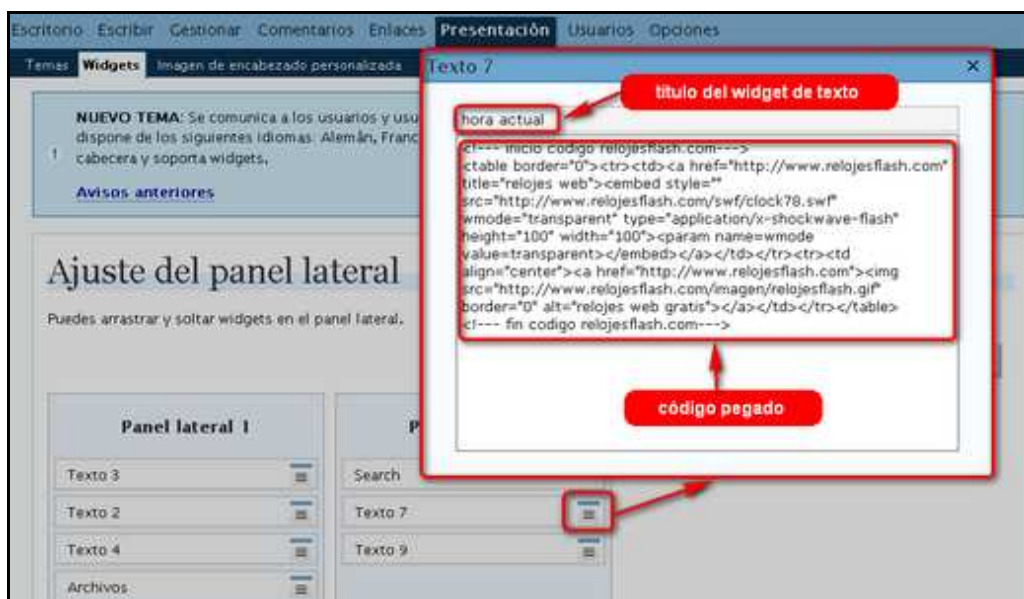 Escritorio Escribir Gestionar Comentarios Enlaces Presentación Usuarios Opciones
Temas Widgets Imagen de encabezado personalizada
Texto 7 ×
título del widget de texto
hora actual
NUEVO TEMA: Se comunica a los usuarios y usu
dispone de los siguientes idiomas: Alemán, Franc
cabecera y soporta widgets.
Avisos anteriores
<!--- inicio codigo relojesflash.com--->
<table border="0"><tr><td><a href="http://www.relojesflash.com"
title="relojes web"><embed style=""
src="http://www.relojesflash.com/swf/clock78.swf"
wmode="transparent" type="application/x-shockwave-flash"
height="100" width="100"><param name=wmode
value=transparent></embed></a></td></tr><tr><td
align="center"><a href="http://www.relojesflash.com"><img
src="http://www.relojesflash.com/imagen/relojesflash.gif"
border="0" alt="relojes web gratis"></a></td></tr></table>
<!--- fin codigo relojesflash.com--->
código pegado
Ajuste del panel lateral
Puedes arrastrar y soltar widgets en el panel lateral.
Panel lateral 1
P
Texto 3
Texto 2
Texto 4
Archivos
Search
Texto 7
Texto 9